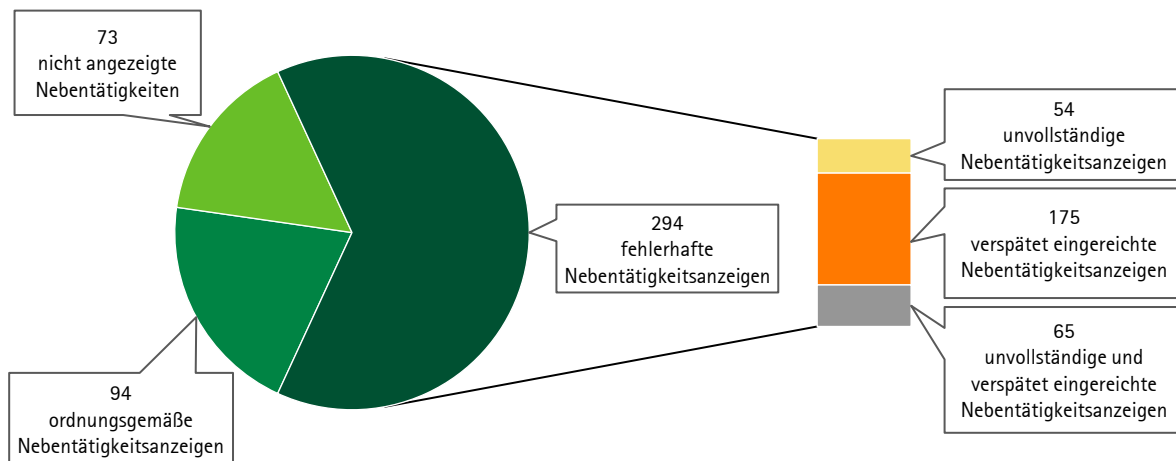 73
nicht angezeigte
Nebentätigkeiten
94
ordnungsgemäße
Nebentätigkeitsanzeigen
294
fehlerhafte
Nebentätigkeitsanzeigen
54
unvollständige
Nebentätigkeitsanzeigen
175
verspätet eingereichte
Nebentätigkeitsanzeigen
65
unvollständige und
verspätet eingereichte
Nebentätigkeitsanzeigen